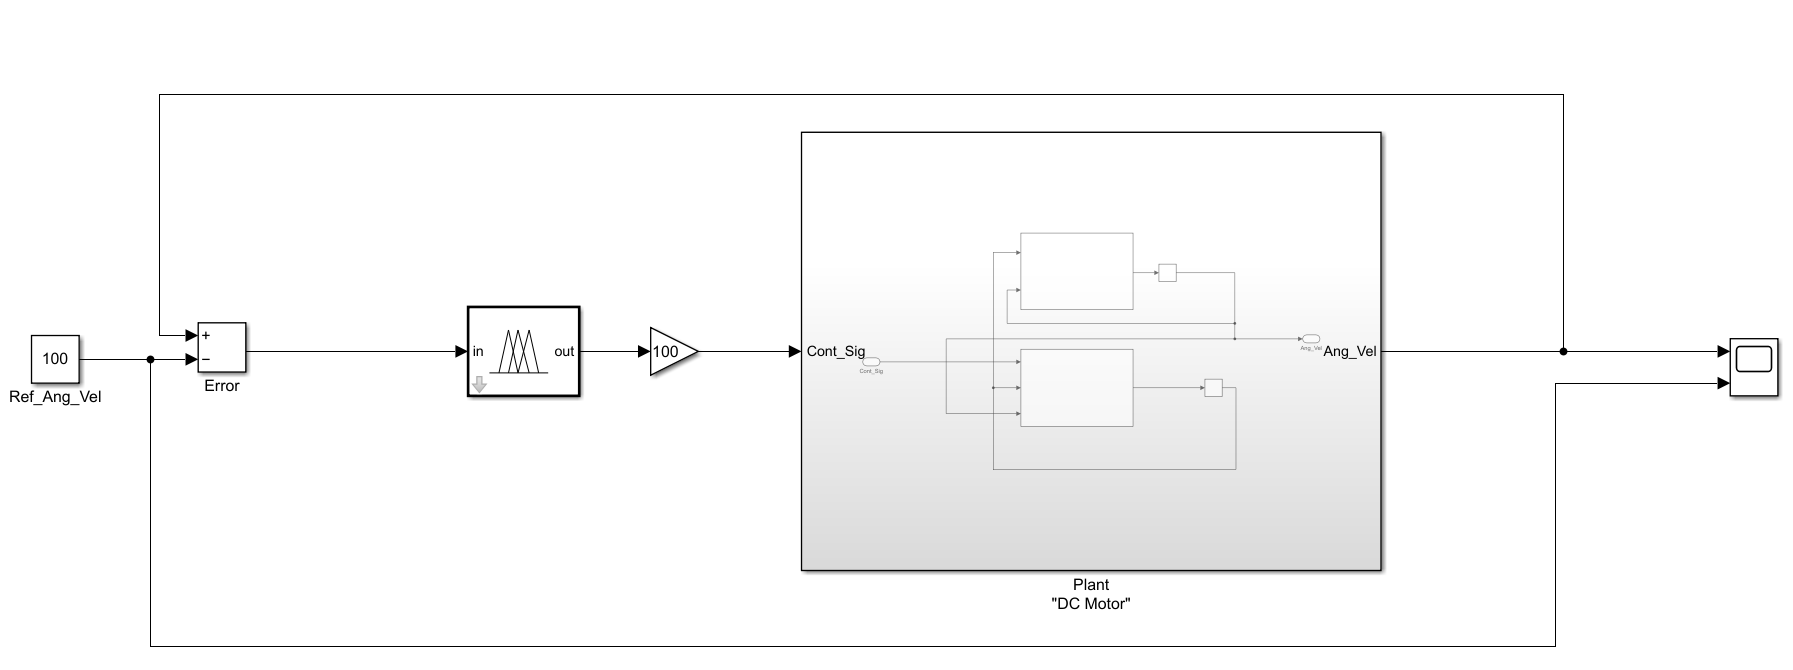 100
Ref_Ang_Vel
+
−
Error
in
out
100
Cont_Sig
Cont_Sig
Ang_Vel
Ang_Vel
Plant
"DC Motor"